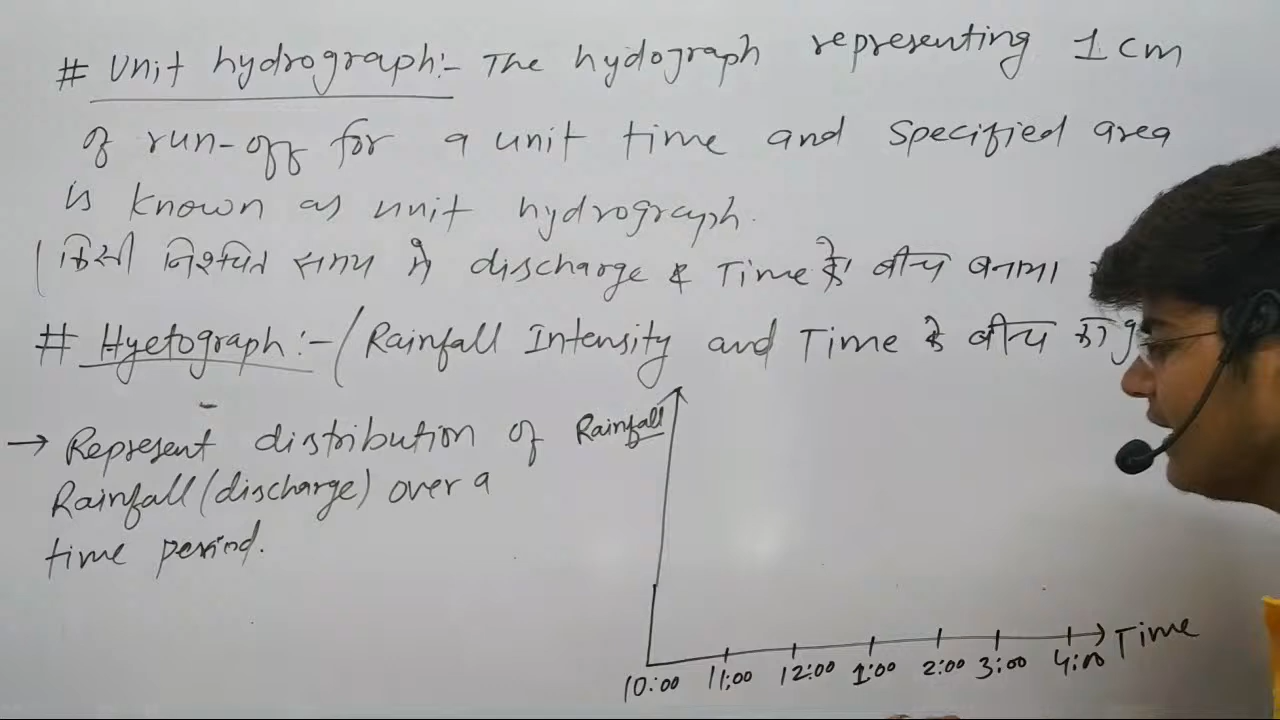 # Unit hydrograph:- The hydograph representing 1 cm
of run-off for a unit time and specified area
is known as unit hydrograph.
(किसी निश्चित समय में discharge & Time के बीच बनाया
# Hyetograph :- (Rainfall Intensity and Time के बीच का
→ Represent distribution of
Rainfall (discharge) over a
time period.
Rainfall
10:00 11:00 12:00 1:00 2:00 3:00 4:00 Time